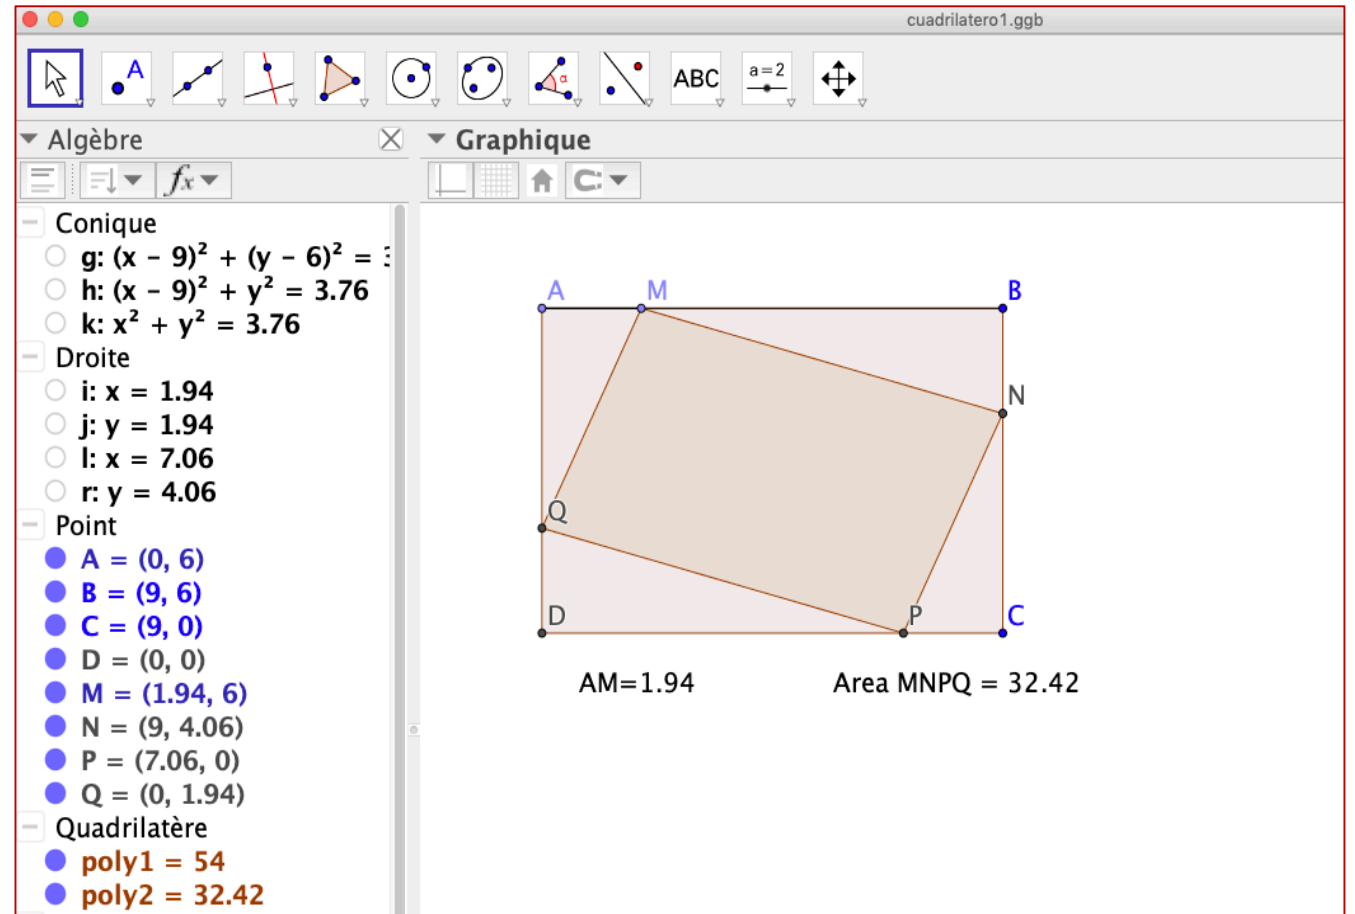 cuadrilatero1.ggb
A
α
ABC
a=2
Algèbre
Graphique
fx
Conique
g: (x − 9)² + (y − 6)² =
h: (x − 9)² + y² = 3.76
k: x² + y² = 3.76
Droite
i: x = 1.94
j: y = 1.94
l: x = 7.06
r: y = 4.06
Point
A = (0, 6)
B = (9, 6)
C = (9, 0)
D = (0, 0)
M = (1.94, 6)
N = (9, 4.06)
P = (7.06, 0)
Q = (0, 1.94)
Quadrilatère
poly1 = 54
poly2 = 32.42
A M B
N
Q
D P C
AM=1.94 Area MNPQ = 32.42